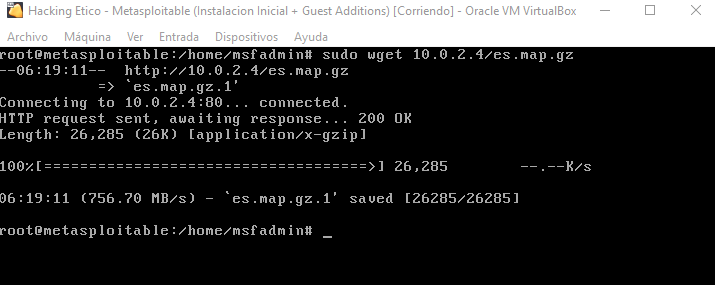 Hacking Etico - Metasploitable (Instalacion Inicial + Guest Additions) [Corriendo] - Oracle VM VirtualBox
Archivo Máquina Ver Entrada Dispositivos Ayuda
root@metasploitable:/home/msfadmin# sudo wget 10.0.2.4/es.map.gz
--06:19:11--  http://10.0.2.4/es.map.gz
           => `es.map.gz.1'
Connecting to 10.0.2.4:80... connected.
HTTP request sent, awaiting response... 200 OK
Length: 26,285 (26K) [application/x-gzip]
100%[====================================>] 26,285        --.--K/s
06:19:11 (756.70 MB/s) - `es.map.gz.1' saved [26285/26285]
root@metasploitable:/home/msfadmin# _